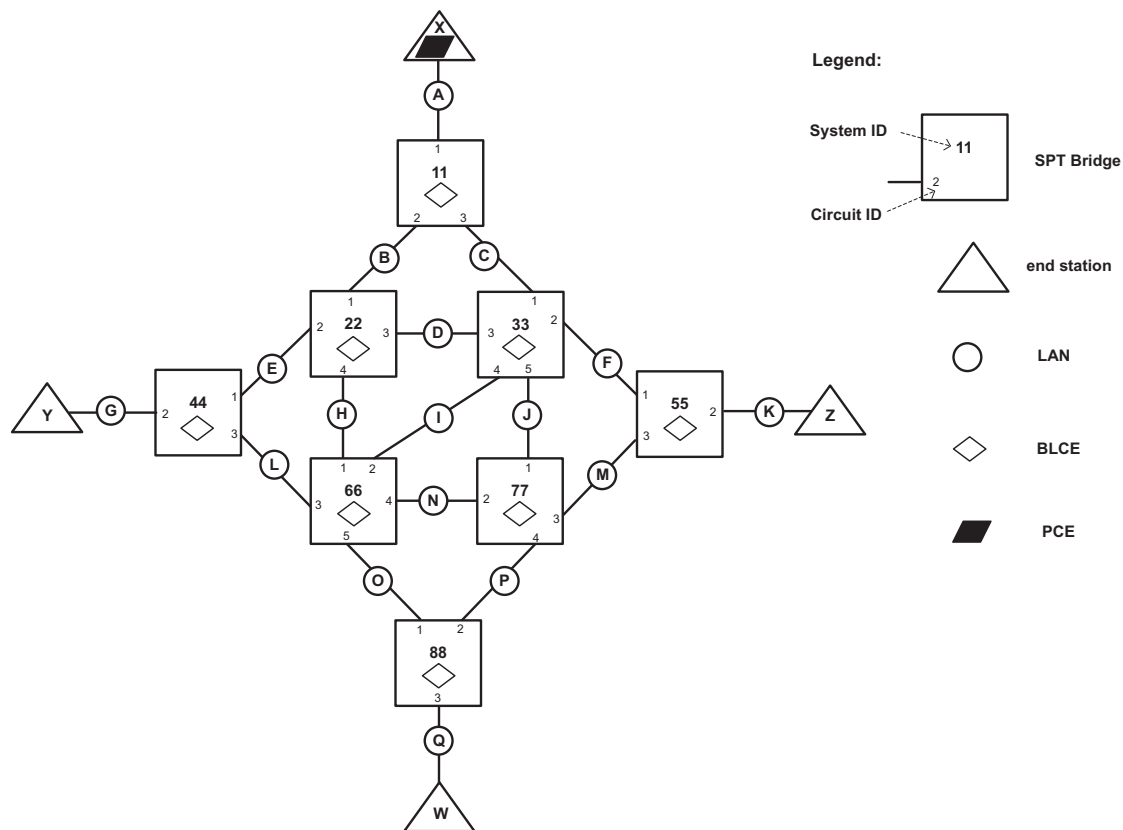 X
A
1
11
2 3
B
C
1
22
2
3
4
D
1
33
2
3
4 5
E
F
Y
G
44
1
2
3
H
I
J
1
55
2
3
K
Z
L
M
1 2
66
3
4
5
N
1
77
2
3
4
O
P
1 2
88
3
Q
W
Legend:
System ID
11
2
Circuit ID
SPT Bridge
end station
LAN
BLCE
PCE